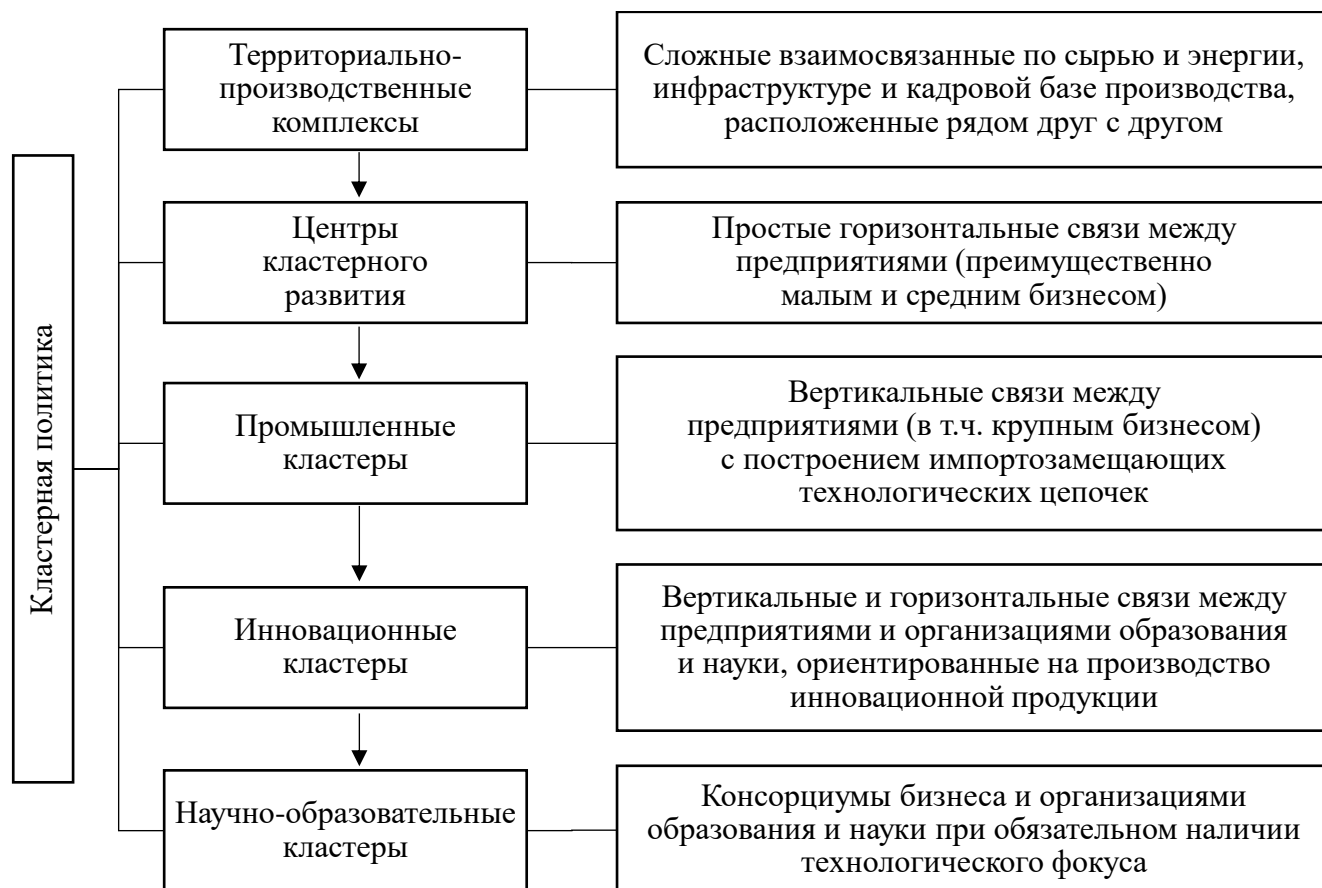 Кластерная политика
Территориально-
производственные
комплексы
Сложные взаимосвязанные по сырью и энергии,
инфраструктуре и кадровой базе производства,
расположенные рядом друг с другом
Центры
кластерного
развития
Простые горизонтальные связи между
предприятиями (преимущественно
малым и средним бизнесом)
Промышленные
кластеры
Вертикальные связи между
предприятиями (в т.ч. крупным бизнесом)
с построением импортозамещающих
технологических цепочек
Инновационные
кластеры
Вертикальные и горизонтальные связи между
предприятиями и организациями образования
и науки, ориентированные на производство
инновационной продукции
Научно-образовательные
кластеры
Консорциумы бизнеса и организациями
образования и науки при обязательном наличии
технологического фокуса